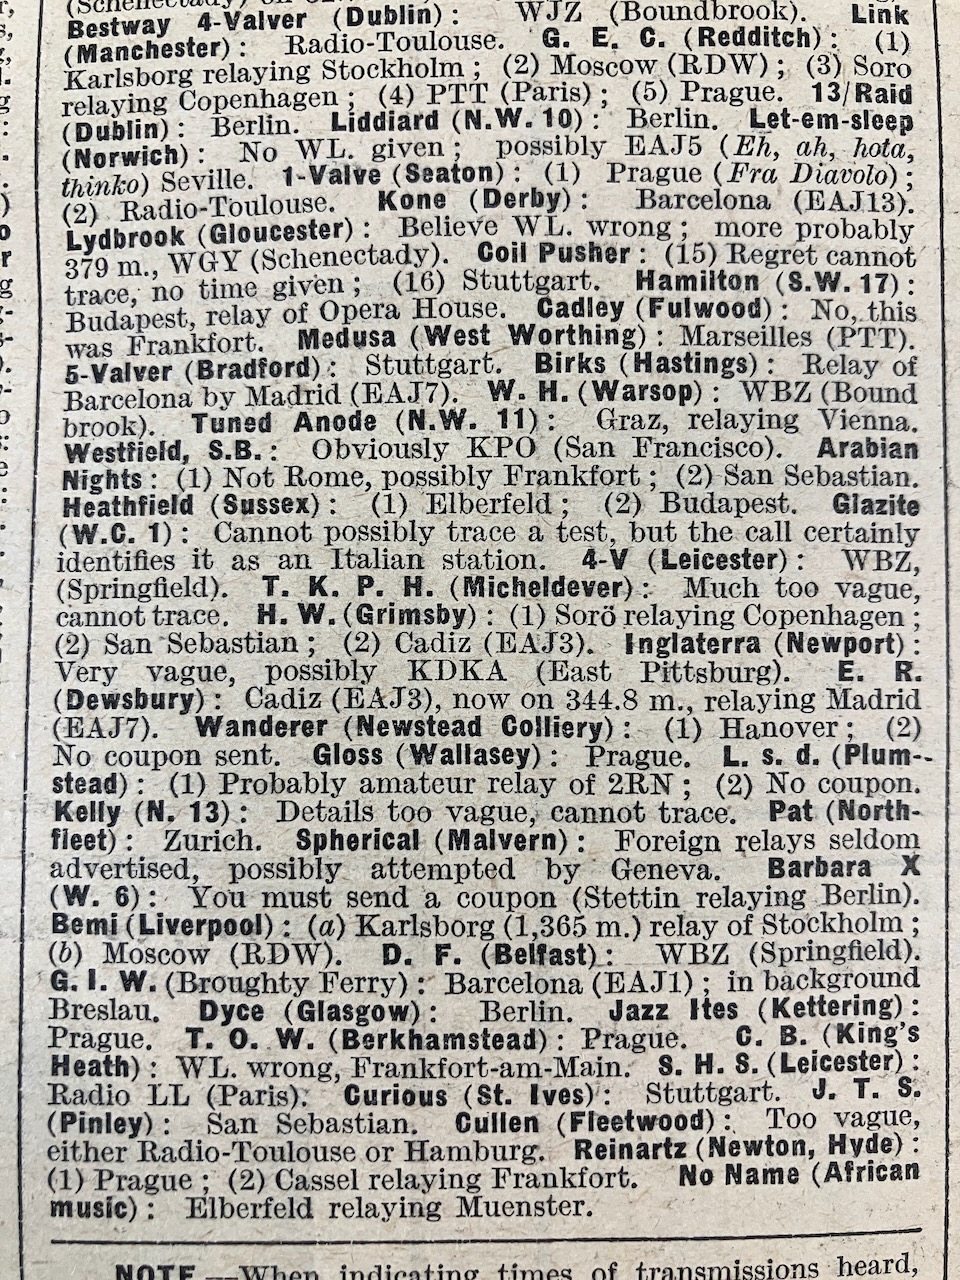 (Schenectady) on
Bestway 4-Valver (Dublin): WJZ (Boundbrook). Link
(Manchester): Radio-Toulouse. G. E. C. (Redditch): (1)
Karlsborg relaying Stockholm; (2) Moscow (RDW); (3) Soro
relaying Copenhagen; (4) PTT (Paris); (5) Prague. 13/Raid
(Dublin): Berlin. Liddiard (N.W. 10): Berlin. Let-em-sleep
(Norwich): No WL. given; possibly EAJ5 (Eh, ah, hota,
thinko) Seville. 1-Valve (Seaton): (1) Prague (Fra Diavolo);
(2) Radio-Toulouse. Kone (Derby): Barcelona (EAJ13).
Lydbrook (Gloucester): Believe WL. wrong; more probably
379 m., WGY (Schenectady). Coil Pusher: (15) Regret cannot
trace, no time given; (16) Stuttgart. Hamilton (S.W. 17):
Budapest, relay of Opera House. Cadley (Fulwood): No, this
was Frankfort. Medusa (West Worthing): Marseilles (PTT).
5-Valver (Bradford): Stuttgart. Birks (Hastings): Relay of
Barcelona by Madrid (EAJ7). W. H. (Warsop): WBZ (Bound
brook). Tuned Anode (N.W. 11): Graz, relaying Vienna.
Westfield, S.B.: Obviously KPO (San Francisco). Arabian
Nights: (1) Not Rome, possibly Frankfort; (2) San Sebastian.
Heathfield (Sussex): (1) Elberfeld; (2) Budapest. Glazite
(W.C. 1): Cannot possibly trace a test, but the call certainly
identifies it as an Italian station. 4-V (Leicester): WBZ,
(Springfield). T. K. P. H. (Micheldever): Much too vague,
cannot trace. H. W. (Grimsby): (1) Sorö relaying Copenhagen;
(2) San Sebastian; (2) Cadiz (EAJ3). Inglaterra (Newport):
Very vague, possibly KDKA (East Pittsburg). E. R.
(Dewsbury): Cadiz (EAJ3), now on 344.8 m., relaying Madrid
(EAJ7). Wanderer (Newstead Colliery): (1) Hanover; (2)
No coupon sent. Gloss (Wallasey): Prague. L. s. d. (Plum-
stead): (1) Probably amateur relay of 2RN; (2) No coupon.
Kelly (N. 13): Details too vague, cannot trace. Pat (North-
fleet): Zurich. Spherical (Malvern): Foreign relays seldom
advertised, possibly attempted by Geneva. Barbara X
(W. 6): You must send a coupon (Stettin relaying Berlin).
Bemi (Liverpool): (a) Karlsborg (1,365 m.) relay of Stockholm;
(b) Moscow (RDW). D. F. (Belfast): WBZ (Springfield).
G. I. W. (Broughty Ferry): Barcelona (EAJ1); in background
Breslau. Dyce (Glasgow): Berlin. Jazz Ites (Kettering):
Prague. T. O. W. (Berkhamstead): Prague. C. B. (King's
Heath): WL. wrong, Frankfort-am-Main. S. H. S. (Leicester):
Radio LL (Paris). Curious (St. Ives): Stuttgart. J. T. S.
(Pinley): San Sebastian. Cullen (Fleetwood): Too vague,
either Radio-Toulouse or Hamburg. Reinartz (Newton, Hyde):
(1) Prague; (2) Cassel relaying Frankfort. No Name (African
music): Elberfeld relaying Muenster.
NOTE.—When indicating times of transmissions heard,